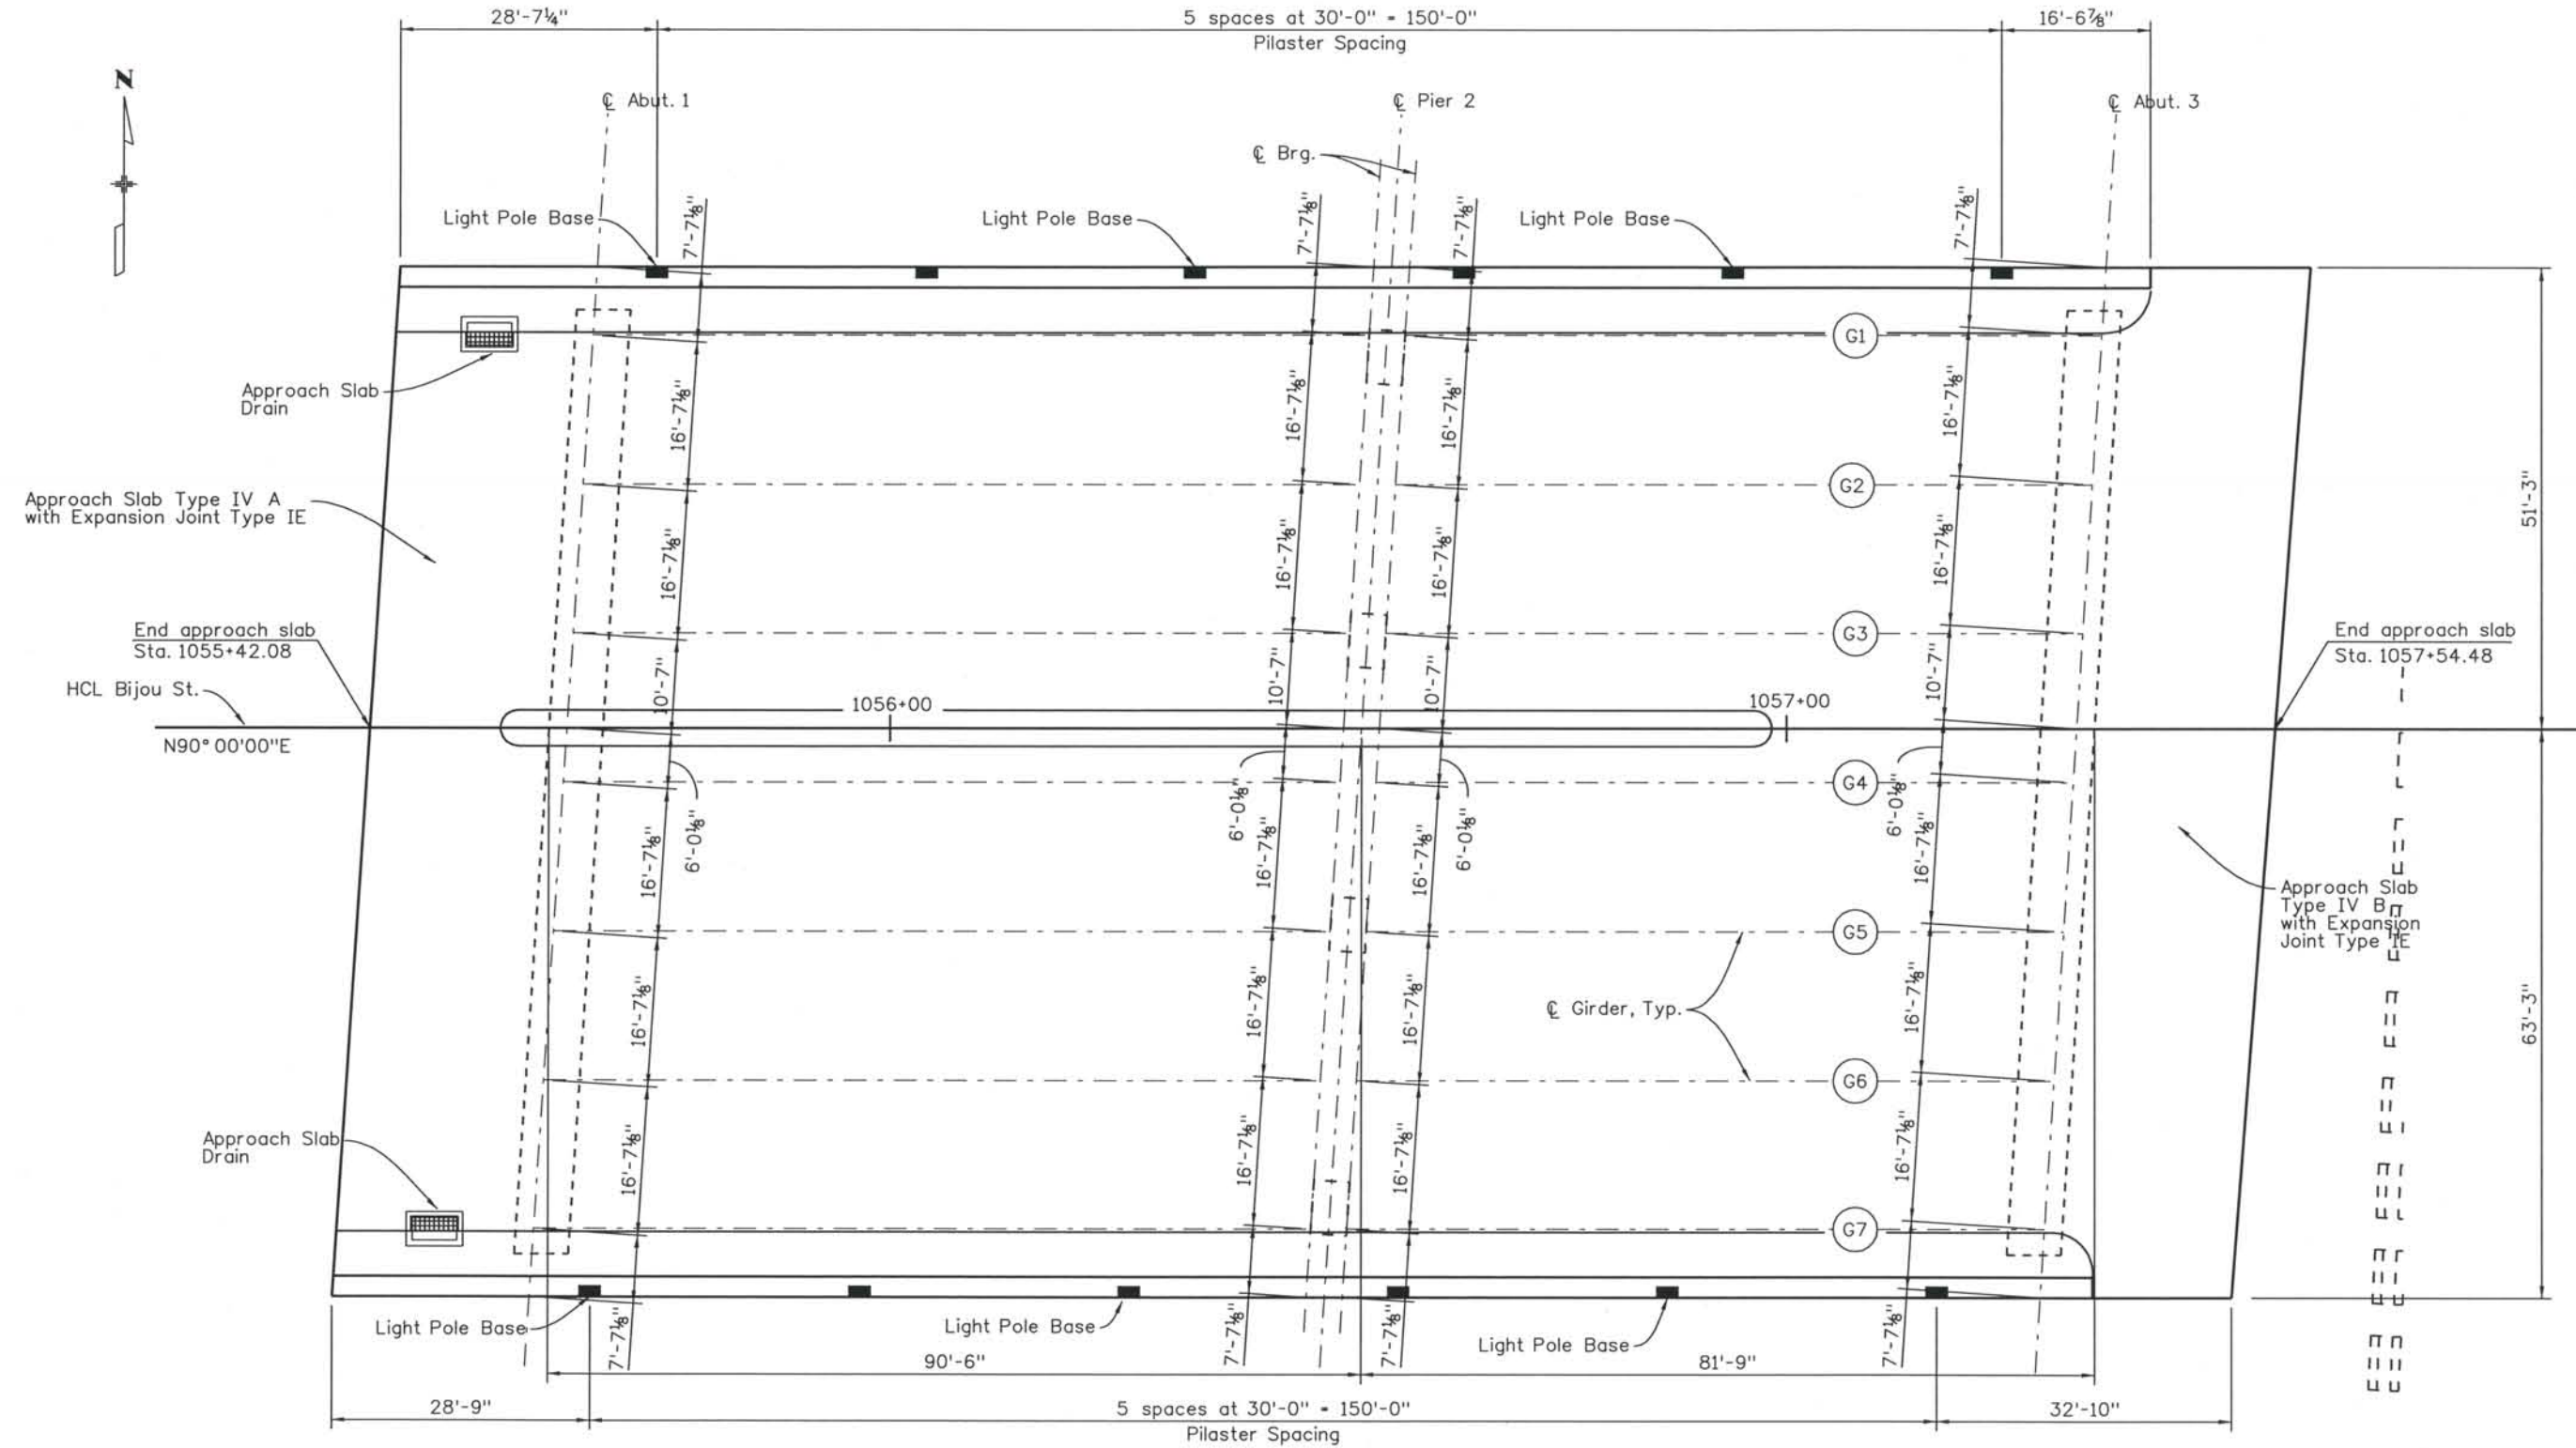 28'-7¼"
5 spaces at 30'-0" = 150'-0"
Pilaster Spacing
16'-6⅞"
N
℄ Abut. 1
℄ Pier 2
℄ Abut. 3
℄ Brg.
Light Pole Base
Light Pole Base
Light Pole Base
7'-7⅛"
7'-7⅛"
7'-7⅛"
7'-7⅛"
G1
Approach Slab
Drain
16'-7⅛"
16'-7⅛"
16'-7⅛"
16'-7⅛"
G2
51'-3"
Approach Slab Type IV A
with Expansion Joint Type IE
16'-7⅛"
16'-7⅛"
16'-7⅛"
16'-7⅛"
G3
End approach slab
Sta. 1055+42.08
End approach slab
Sta. 1057+54.48
HCL Bijou St.
10'-7"
10'-7"
10'-7"
10'-7"
1056+00
1057+00
N90°00'00"E
G4
6'-0⅛"
6'-0⅛"
6'-0⅛"
6'-0⅛"
16'-7⅛"
16'-7⅛"
16'-7⅛"
16'-7⅛"
Approach Slab
Type IV B
with Expansion
Joint Type IE
G5
16'-7⅛"
16'-7⅛"
16'-7⅛"
16'-7⅛"
℄ Girder, Typ.
63'-3"
G6
Approach Slab
Drain
16'-7⅛"
16'-7⅛"
16'-7⅛"
16'-7⅛"
G7
Light Pole Base
Light Pole Base
Light Pole Base
7'-7⅛"
7'-7⅛"
7'-7⅛"
7'-7⅛"
90'-6"
81'-9"
28'-9"
5 spaces at 30'-0" = 150'-0"
Pilaster Spacing
32'-10"